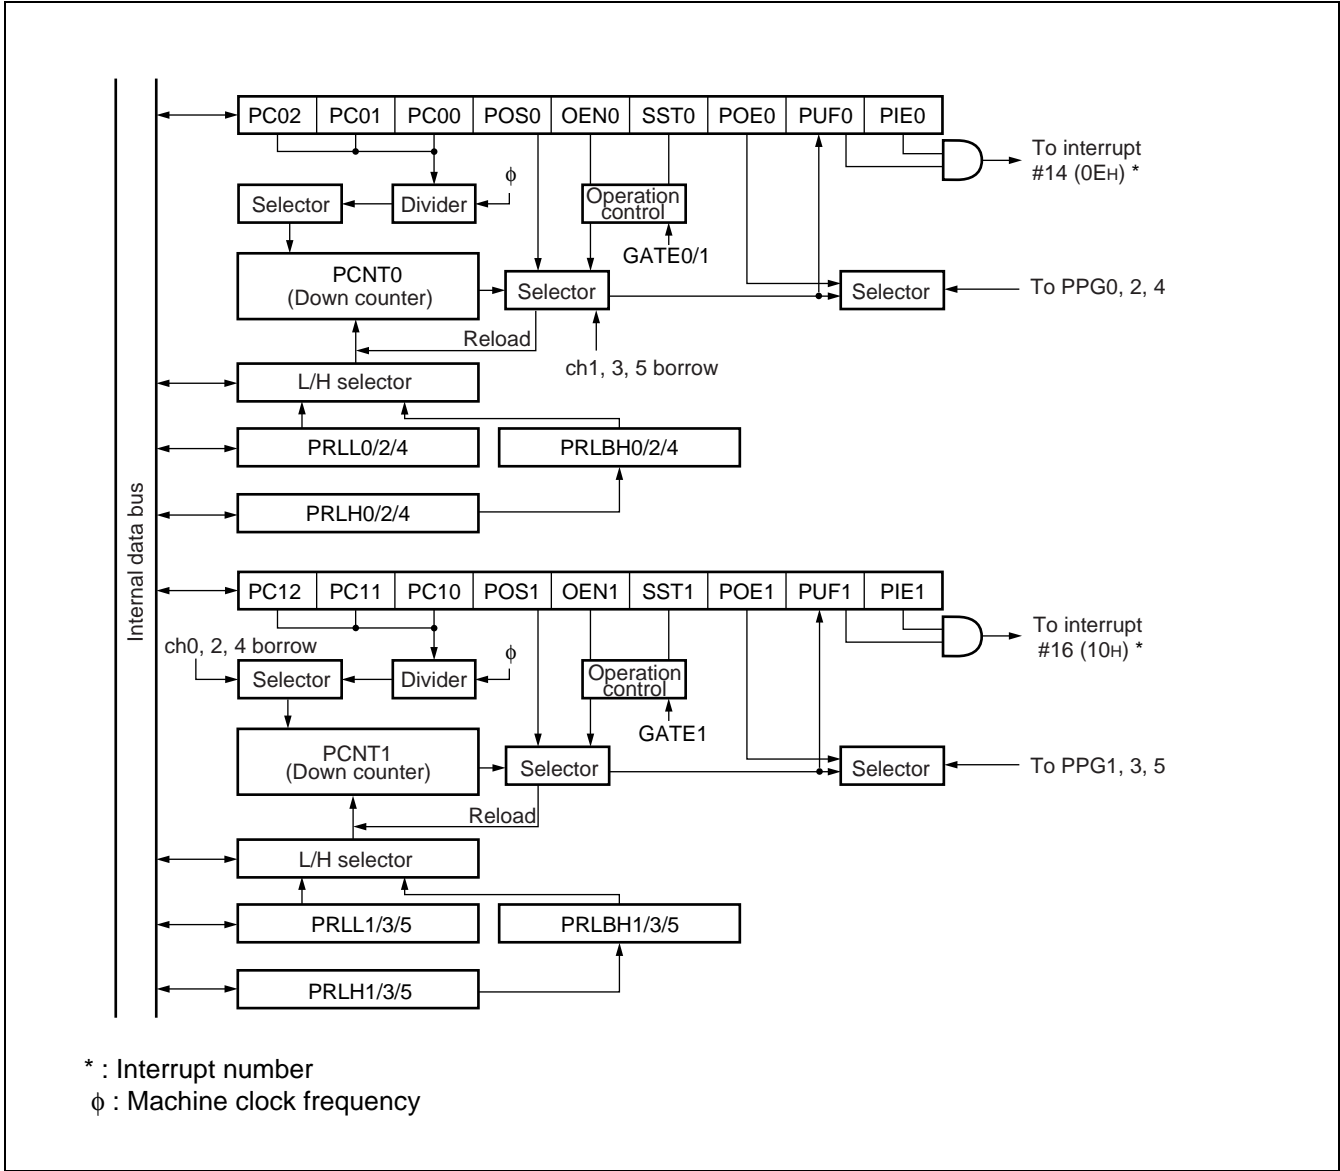 PC02 PC01 PC00 POS0 OEN0 SST0 POE0 PUF0 PIE0
To interrupt
#14 (0EH) *
ϕ
Selector
Divider
Operation
control
GATE0/1
PCNT0
(Down counter)
Selector
Selector
To PPG0, 2, 4
Reload
ch1, 3, 5 borrow
L/H selector
PRLL0/2/4
PRLBH0/2/4
PRLH0/2/4
Internal data bus
PC12 PC11 PC10 POS1 OEN1 SST1 POE1 PUF1 PIE1
To interrupt
#16 (10H) *
ch0, 2, 4 borrow
ϕ
Selector
Divider
Operation
control
GATE1
PCNT1
(Down counter)
Selector
Selector
To PPG1, 3, 5
Reload
L/H selector
PRLL1/3/5
PRLBH1/3/5
PRLH1/3/5
* : Interrupt number
ϕ : Machine clock frequency